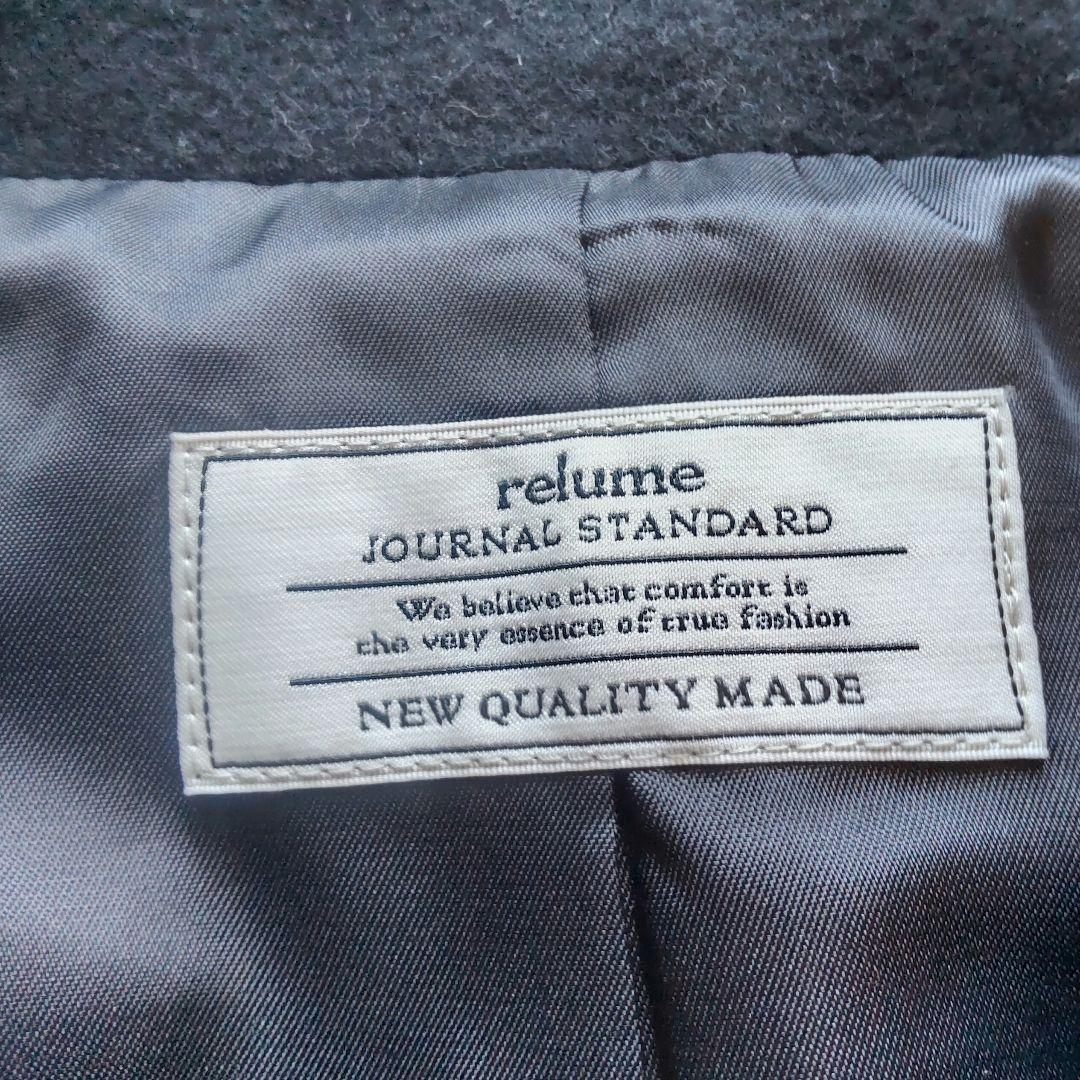 relume
JOURNAL STANDARD
We believe that comfort is
the very essence of true fashion
NEW QUALITY MADE